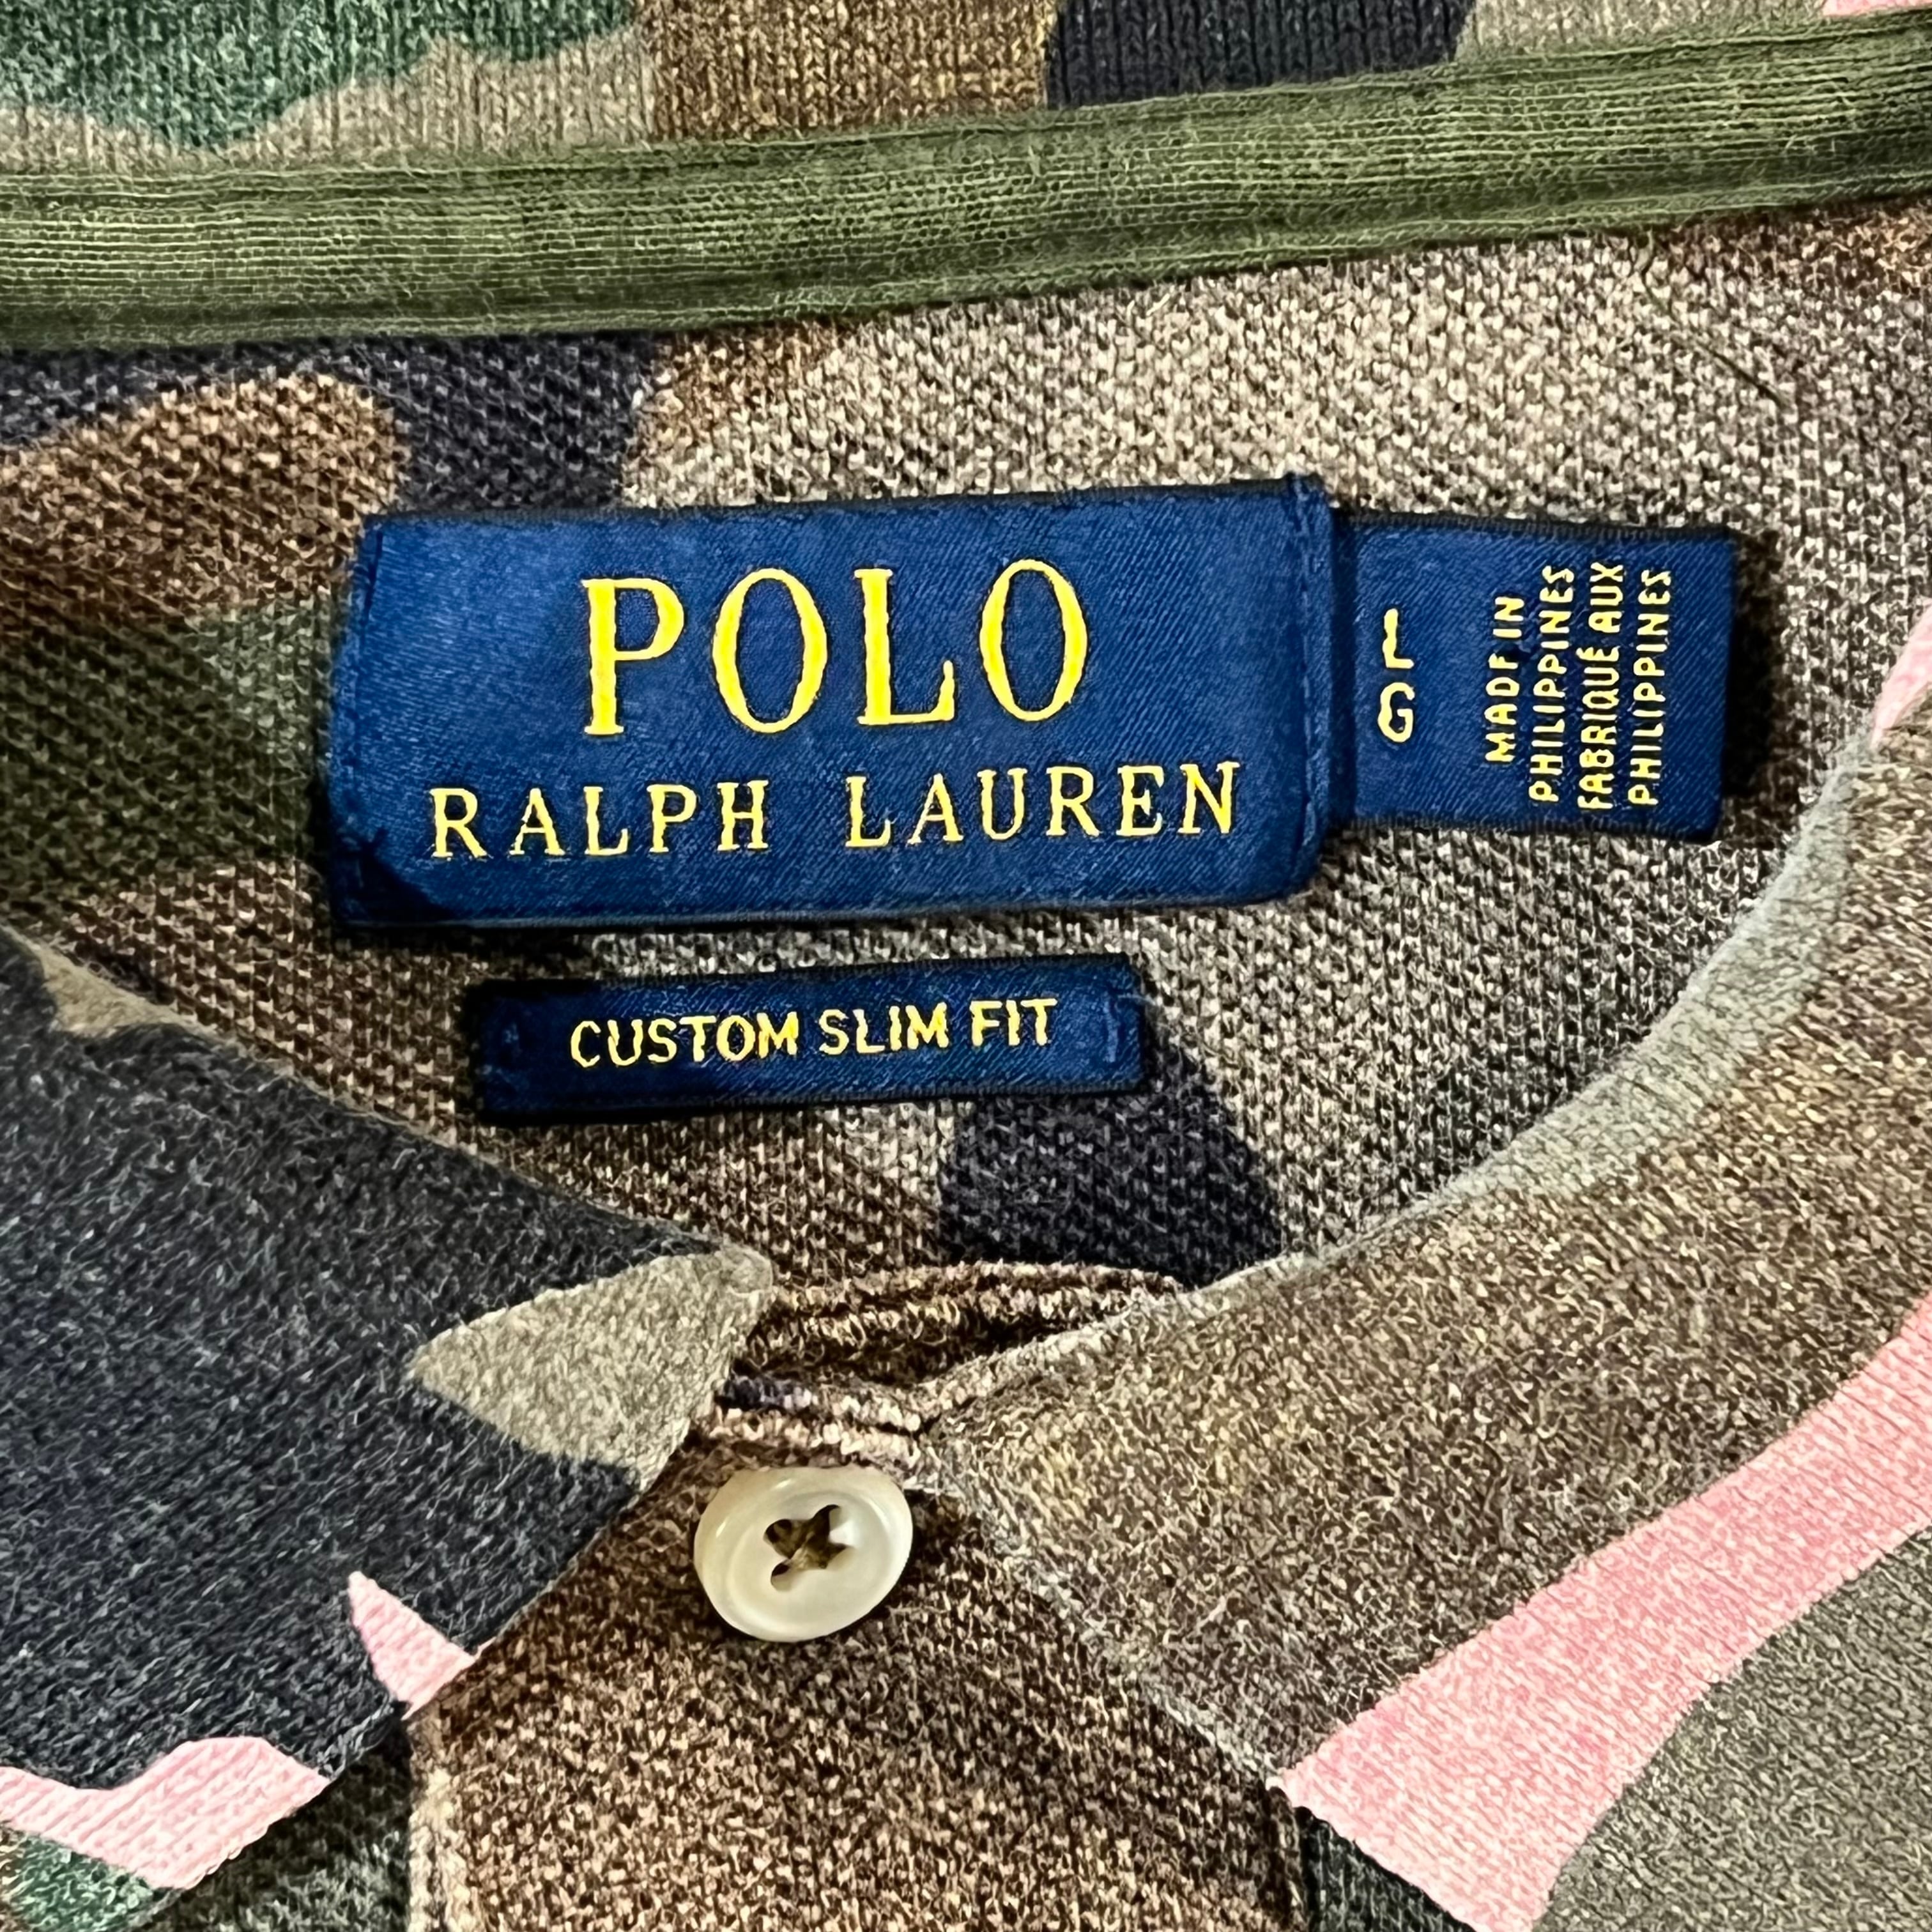 POLO
RALPH LAUREN
L
G
MADE IN
PHILIPPINES
FABRIQUÉ AUX
PHILIPPINES
CUSTOM SLIM FIT